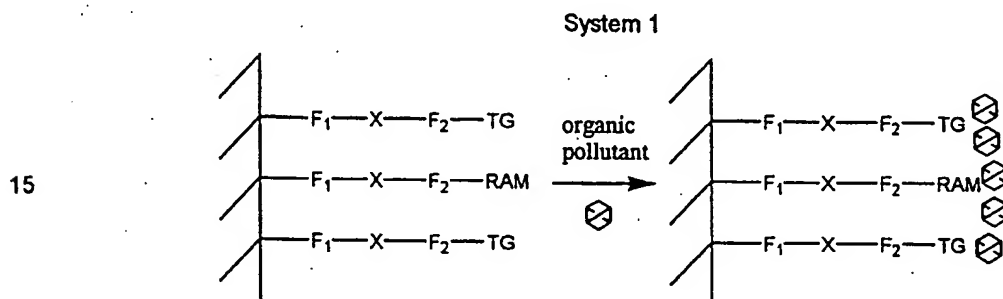 System 1
F₁—X—F₂—TG
organic
pollutant
F₁—X—F₂—TG
15
F₁—X—F₂—RAM
F₁—X—F₂—RAM
F₁—X—F₂—TG
F₁—X—F₂—TG